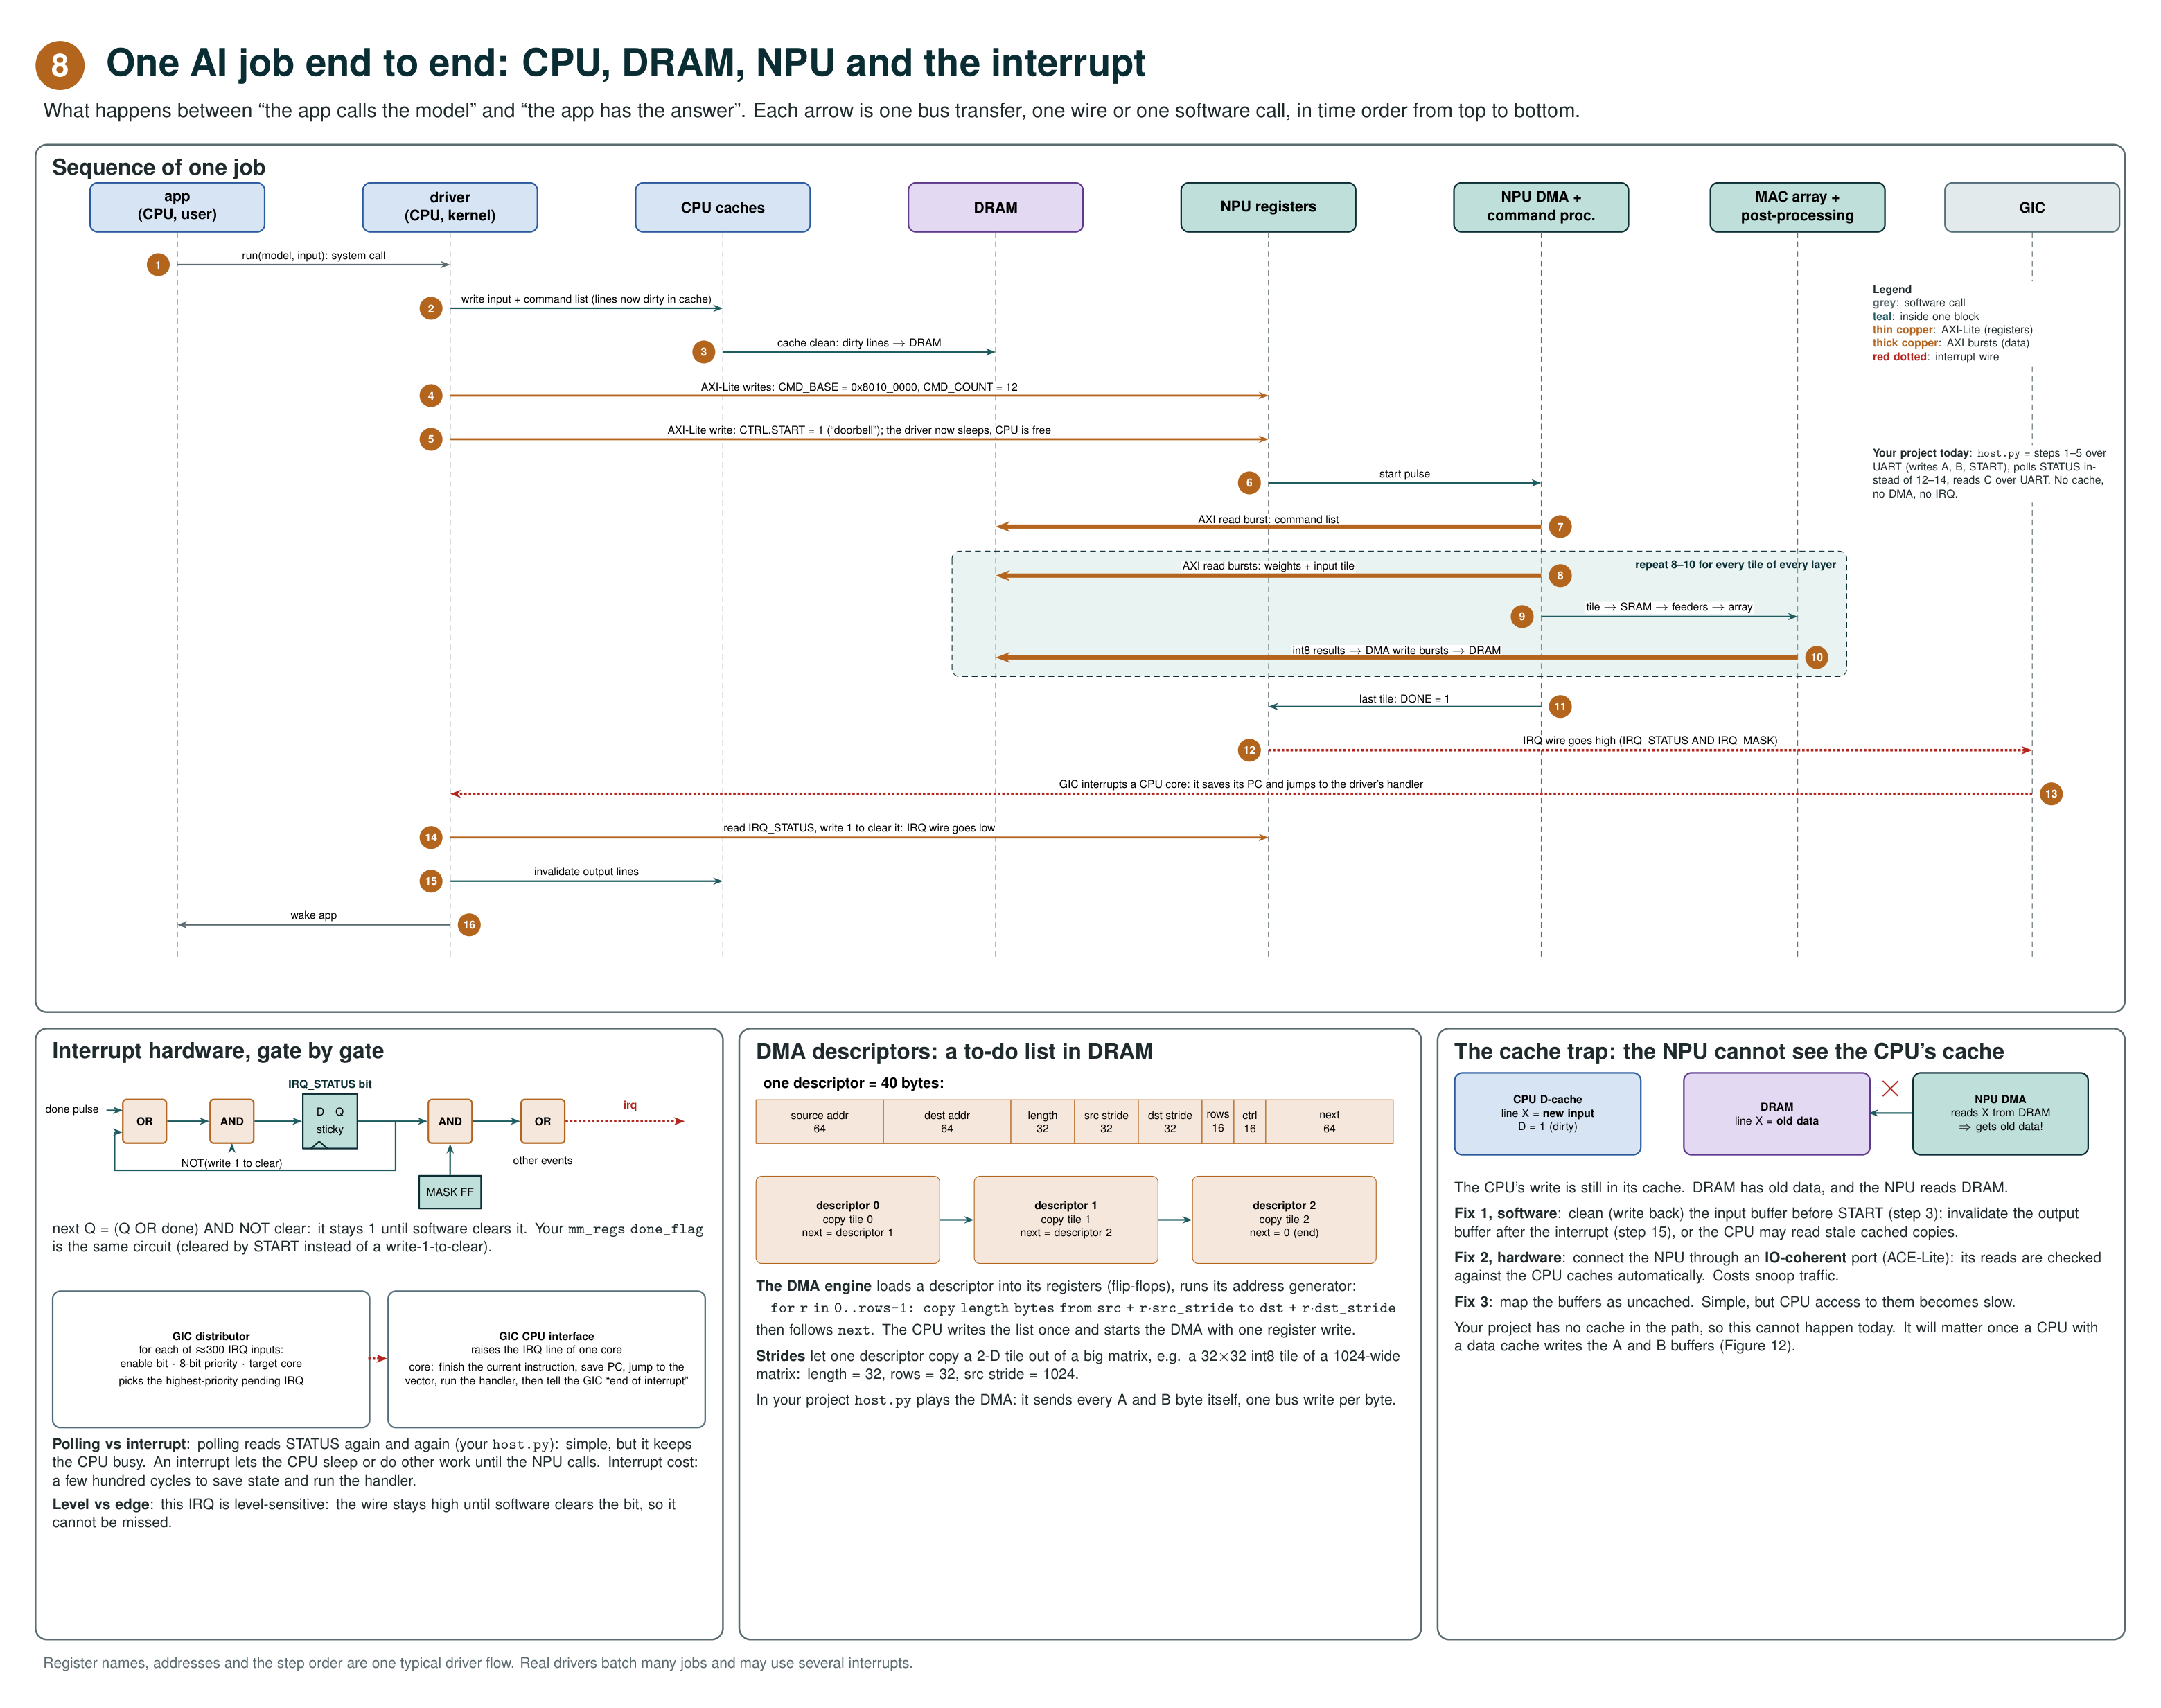 8
One AI job end to end: CPU, DRAM, NPU and the interrupt
What happens between “the app calls the model” and “the app has the answer”. Each arrow is one bus transfer, one wire or one software call, in time order from top to bottom.
Sequence of one job
app
(CPU, user)
driver
(CPU, kernel)
CPU caches
DRAM
NPU registers
NPU DMA +
command proc.
MAC array +
post-processing
GIC
1
run(model, input): system call
2
write input + command list (lines now dirty in cache)
3
cache clean: dirty lines → DRAM
4
AXI-Lite writes: CMD_BASE = 0x8010_0000, CMD_COUNT = 12
5
AXI-Lite write: CTRL.START = 1 (“doorbell”); the driver now sleeps, CPU is free
6
start pulse
AXI read burst: command list
7
AXI read bursts: weights + input tile
8
repeat 8–10 for every tile of every layer
9
tile → SRAM → feeders → array
int8 results → DMA write bursts → DRAM
10
last tile: DONE = 1
11
12
IRQ wire goes high (IRQ_STATUS AND IRQ_MASK)
GIC interrupts a CPU core: it saves its PC and jumps to the driver's handler
13
14
read IRQ_STATUS, write 1 to clear it: IRQ wire goes low
15
invalidate output lines
wake app
16
Legend
grey: software call
teal: inside one block
thin copper: AXI-Lite (registers)
thick copper: AXI bursts (data)
red dotted: interrupt wire
Your project today: host.py = steps 1–5 over
UART (writes A, B, START), polls STATUS in-
stead of 12–14, reads C over UART. No cache,
no DMA, no IRQ.
Interrupt hardware, gate by gate
IRQ_STATUS bit
done pulse
OR
AND
D Q
sticky
AND
OR
irq
NOT(write 1 to clear)
other events
MASK FF
next Q = (Q OR done) AND NOT clear: it stays 1 until software clears it. Your mm_regs done_flag
is the same circuit (cleared by START instead of a write-1-to-clear).
GIC distributor
for each of ≈300 IRQ inputs:
enable bit · 8-bit priority · target core
picks the highest-priority pending IRQ
GIC CPU interface
raises the IRQ line of one core
core: finish the current instruction, save PC, jump to the
vector, run the handler, then tell the GIC “end of interrupt”
Polling vs interrupt: polling reads STATUS again and again (your host.py): simple, but it keeps
the CPU busy. An interrupt lets the CPU sleep or do other work until the NPU calls. Interrupt cost:
a few hundred cycles to save state and run the handler.
Level vs edge: this IRQ is level-sensitive: the wire stays high until software clears the bit, so it
cannot be missed.
DMA descriptors: a to-do list in DRAM
one descriptor = 40 bytes:
source addr
64
dest addr
64
length
32
src stride
32
dst stride
32
rows
16
ctrl
16
next
64
descriptor 0
copy tile 0
next = descriptor 1
descriptor 1
copy tile 1
next = descriptor 2
descriptor 2
copy tile 2
next = 0 (end)
The DMA engine loads a descriptor into its registers (flip-flops), runs its address generator:
for r in 0..rows-1: copy length bytes from src + r·src_stride to dst + r·dst_stride
then follows next. The CPU writes the list once and starts the DMA with one register write.
Strides let one descriptor copy a 2-D tile out of a big matrix, e.g. a 32×32 int8 tile of a 1024-wide
matrix: length = 32, rows = 32, src stride = 1024.
In your project host.py plays the DMA: it sends every A and B byte itself, one bus write per byte.
The cache trap: the NPU cannot see the CPU's cache
CPU D-cache
line X = new input
D = 1 (dirty)
DRAM
line X = old data
NPU DMA
reads X from DRAM
⇒ gets old data!
The CPU's write is still in its cache. DRAM has old data, and the NPU reads DRAM.
Fix 1, software: clean (write back) the input buffer before START (step 3); invalidate the output
buffer after the interrupt (step 15), or the CPU may read stale cached copies.
Fix 2, hardware: connect the NPU through an IO-coherent port (ACE-Lite): its reads are checked
against the CPU caches automatically. Costs snoop traffic.
Fix 3: map the buffers as uncached. Simple, but CPU access to them becomes slow.
Your project has no cache in the path, so this cannot happen today. It will matter once a CPU with
a data cache writes the A and B buffers (Figure 12).
Register names, addresses and the step order are one typical driver flow. Real drivers batch many jobs and may use several interrupts.